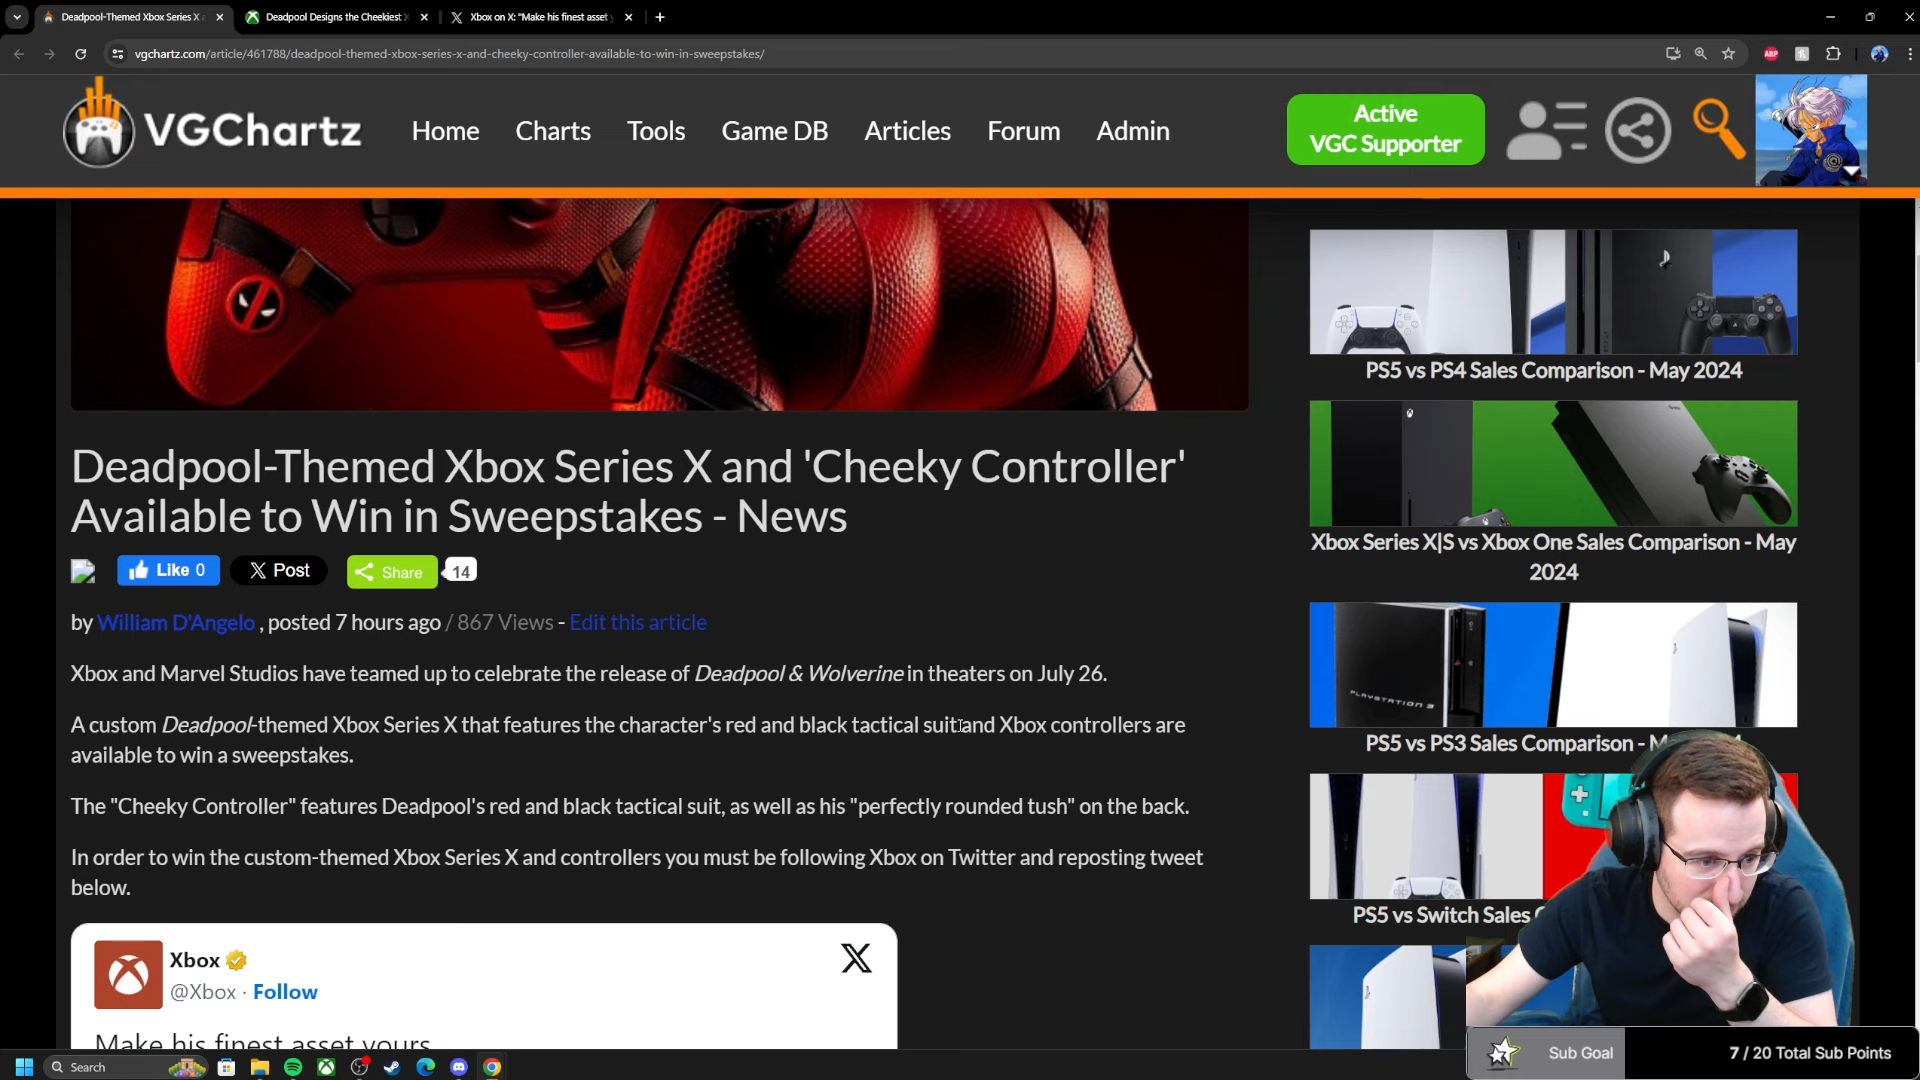 Deadpool-Themed Xbox Series X a
Deadpool Designs the Cheekiest X
Xbox on X: "Make his finest asset y
vgchartz.com/article/461788/deadpool-themed-xbox-series-x-and-cheeky-controller-available-to-win-in-sweepstakes/
ABP
VGChartz
Home
Charts
Tools
Game DB
Articles
Forum
Admin
Active
VGC Supporter
PS5 vs PS4 Sales Comparison - May 2024
Xbox Series X|S vs Xbox One Sales Comparison - May
2024
PLAYSTATION 3
PS5 vs PS3 Sales Comparison - M
PS5 vs Switch Sales
Deadpool-Themed Xbox Series X and 'Cheeky Controller'
Available to Win in Sweepstakes - News
Like 0
Post
Share
14
by William D'Angelo , posted 7 hours ago / 867 Views - Edit this article
Xbox and Marvel Studios have teamed up to celebrate the release of Deadpool & Wolverine in theaters on July 26.
A custom Deadpool-themed Xbox Series X that features the character's red and black tactical suit and Xbox controllers are
available to win a sweepstakes.
The "Cheeky Controller" features Deadpool's red and black tactical suit, as well as his "perfectly rounded tush" on the back.
In order to win the custom-themed Xbox Series X and controllers you must be following Xbox on Twitter and reposting tweet
below.
Xbox
@Xbox · Follow
Make his finest asset yours
Search
Sub Goal
7 / 20 Total Sub Points